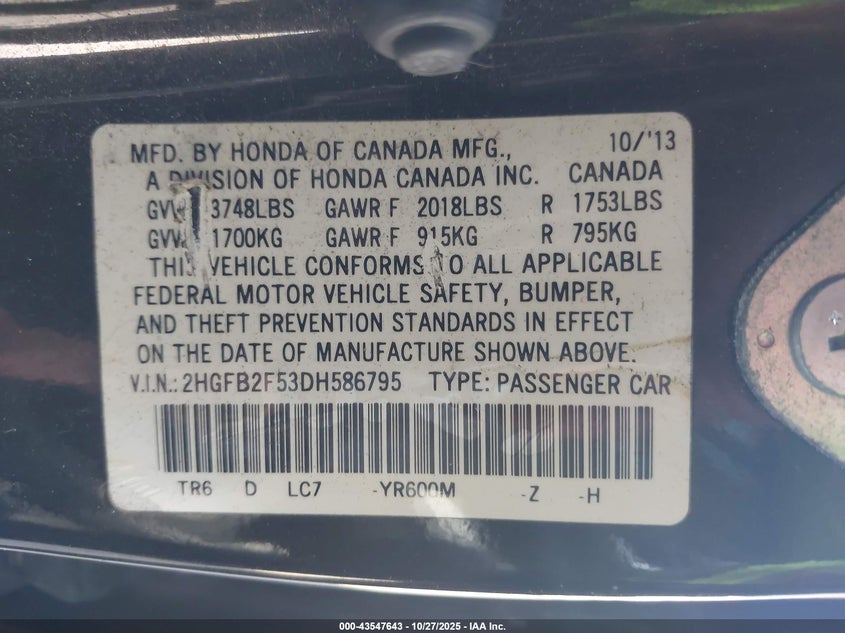 MFD. BY HONDA OF CANADA MFG., 10/'13
A DIVISION OF HONDA CANADA INC. CANADA
3748LBS GAWR F 2018LBS R 1753LBS
1700KG GAWR F 915KG R 795KG
THIS VEHICLE CONFORMS TO ALL APPLICABLE
FEDERAL MOTOR VEHICLE SAFETY, BUMPER,
AND THEFT PREVENTION STANDARDS IN EFFECT
ON THE DATE OF MANUFACTURE SHOWN ABOVE.
V.I.N.: 2HGFB2F53DH586795 TYPE: PASSENGER CAR
TR6 D LC7 -YR600M -Z -H
000-43547643 / 10/27/2025 - IAA Inc.